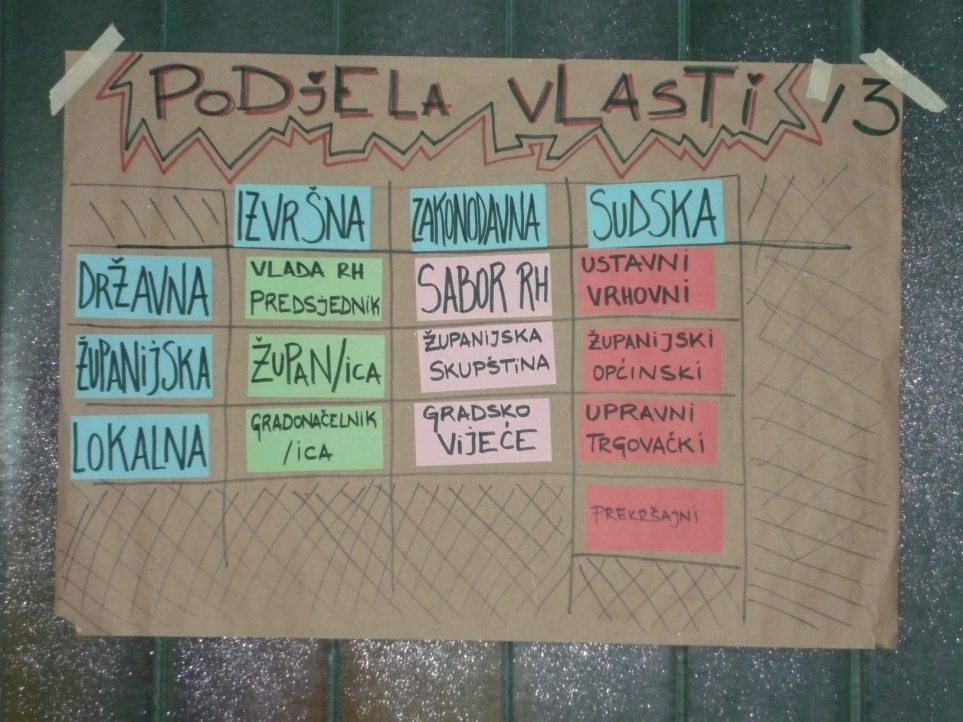 PODJELA VLASTI /3
IZVRŠNA ZAKONODAVNA SUDSKA
DRŽAVNA
VLADA RH
PREDSJEDNIK
SABOR RH
USTAVNI
VRHOVNI
ŽUPANIJSKA
ŽUPAN/ICA
ŽUPANIJSKA
SKUPŠTINA
ŽUPANIJSKI
OPĆINSKI
LOKALNA
GRADONAČELNIK
/ICA
GRADSKO
VIJEĆE
UPRAVNI
TRGOVAČKI
PREKRŠAJNI